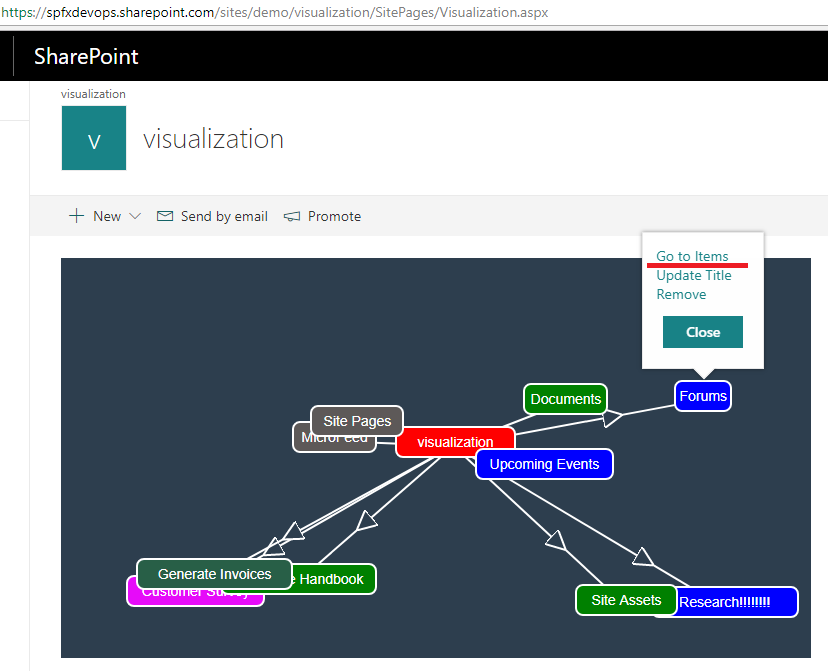 https://spfxdevops.sharepoint.com/sites/demo/visualization/SitePages/Visualization.aspx
SharePoint
visualization
V
visualization
New
Send by email
Promote
Go to Items
Update Title
Remove
Close
Forums
Documents
Site Pages
MicroFeed
visualization
Upcoming Events
Generate Invoices
Handbook
Customer Survey
Site Assets
Research!!!!!!!!